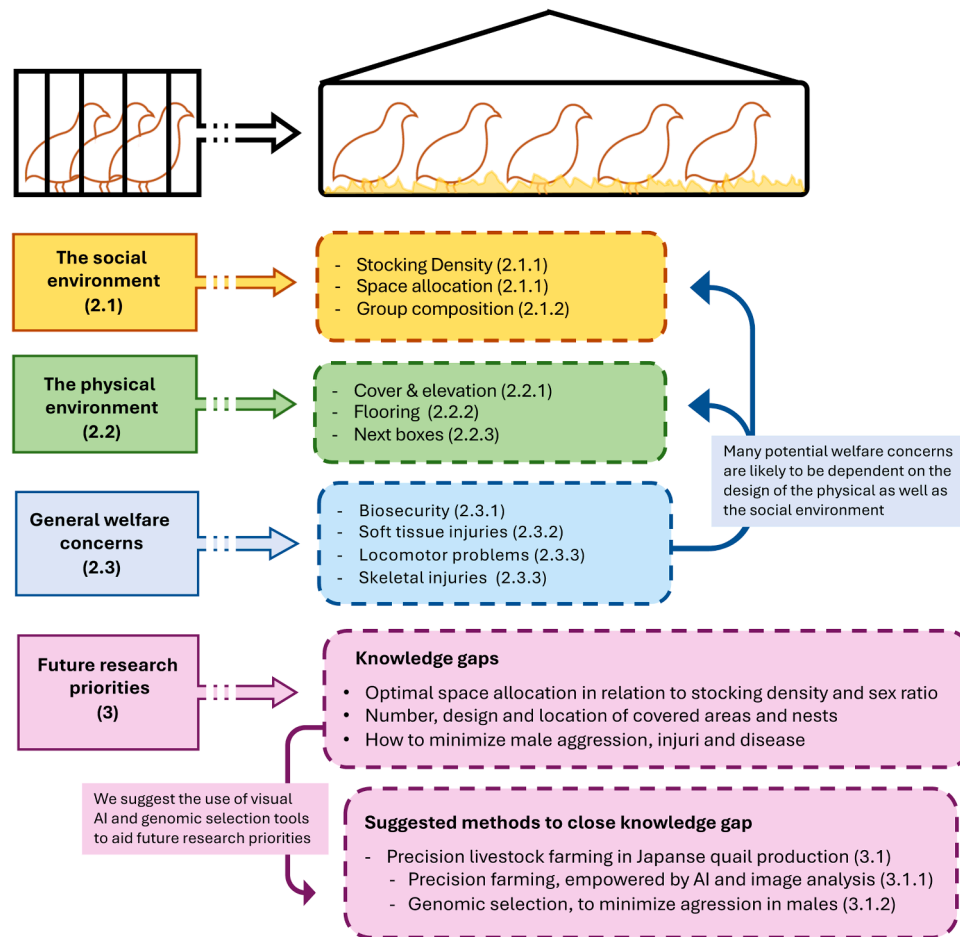 The social
environment
(2.1)
- Stocking Density (2.1.1)
- Space allocation (2.1.1)
- Group composition (2.1.2)
The physical
environment
(2.2)
- Cover & elevation (2.2.1)
- Flooring (2.2.2)
- Next boxes (2.2.3)
Many potential welfare concerns
are likely to be dependent on the
design of the physical as well as
the social environment
General welfare
concerns
(2.3)
- Biosecurity (2.3.1)
- Soft tissue injuries (2.3.2)
- Locomotor problems (2.3.3)
- Skeletal injuries (2.3.3)
Future research
priorities
(3)
Knowledge gaps
• Optimal space allocation in relation to stocking density and sex ratio
• Number, design and location of covered areas and nests
• How to minimize male aggression, injuri and disease
We suggest the use of visual
AI and genomic selection tools
to aid future research priorities
Suggested methods to close knowledge gap
- Precision livestock farming in Japanse quail production (3.1)
- Precision farming, empowered by AI and image analysis (3.1.1)
- Genomic selection, to minimize agression in males (3.1.2)